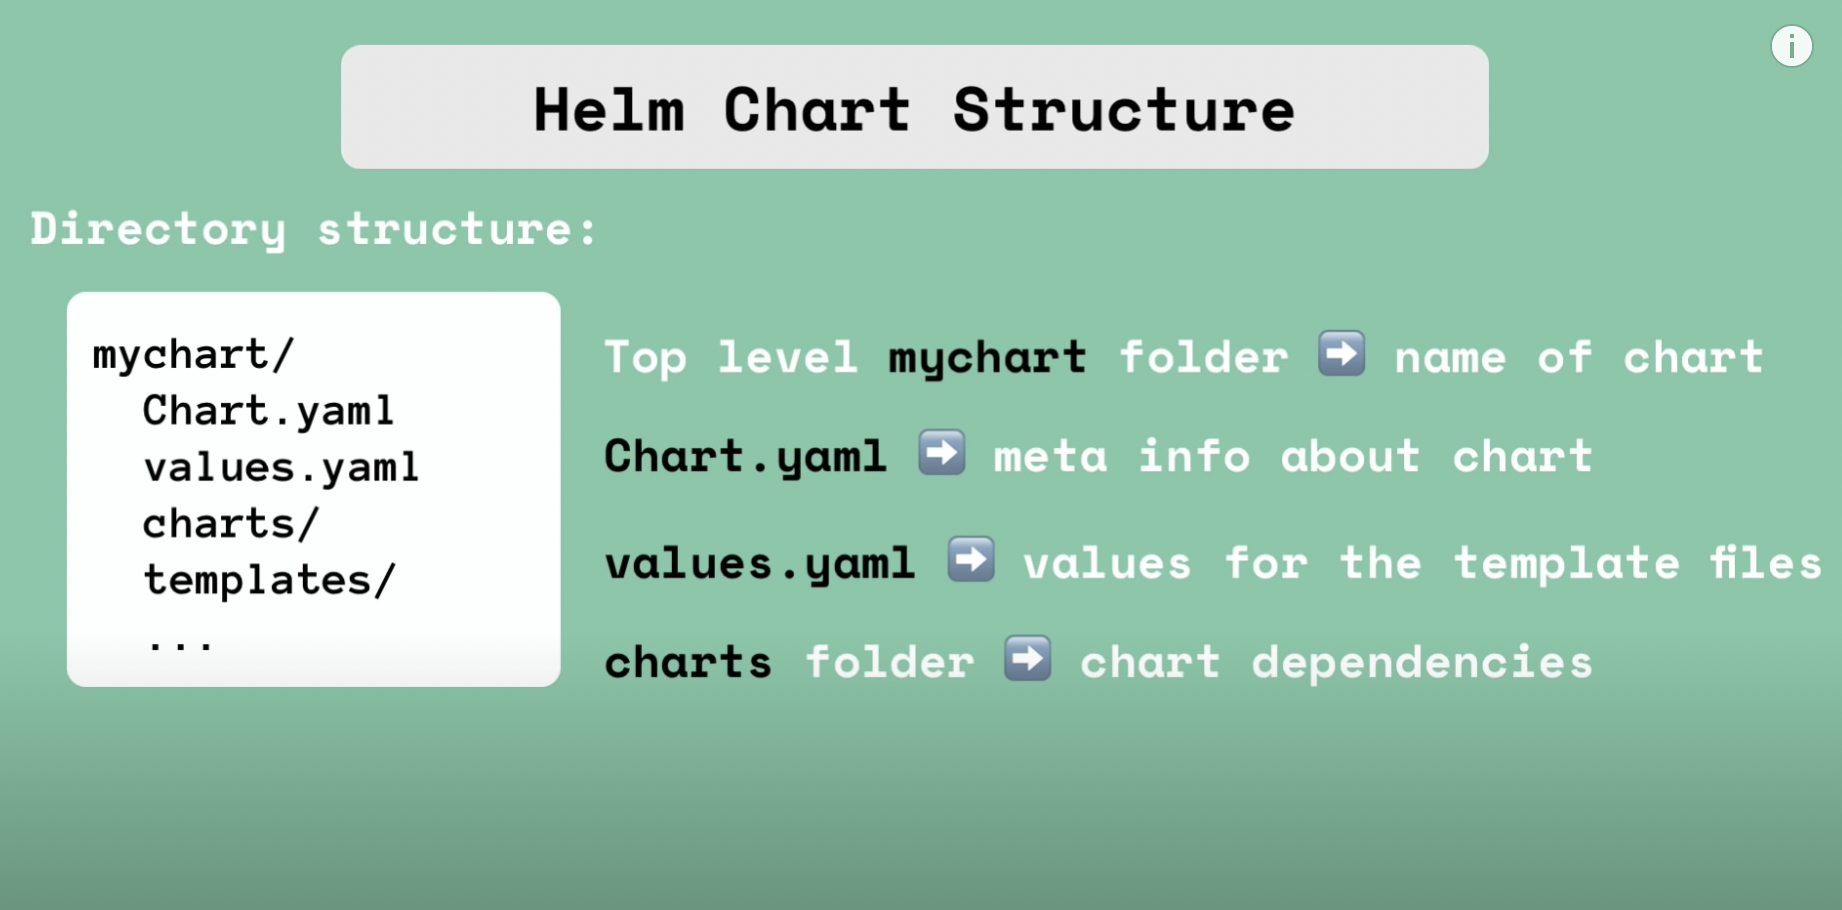 Helm Chart Structure
Directory structure:
mychart/
Chart.yaml
values.yaml
charts/
templates/
...
Top level mychart folder ➡️ name of chart
Chart.yaml ➡️ meta info about chart
values.yaml ➡️ values for the template files
charts folder ➡️ chart dependencies